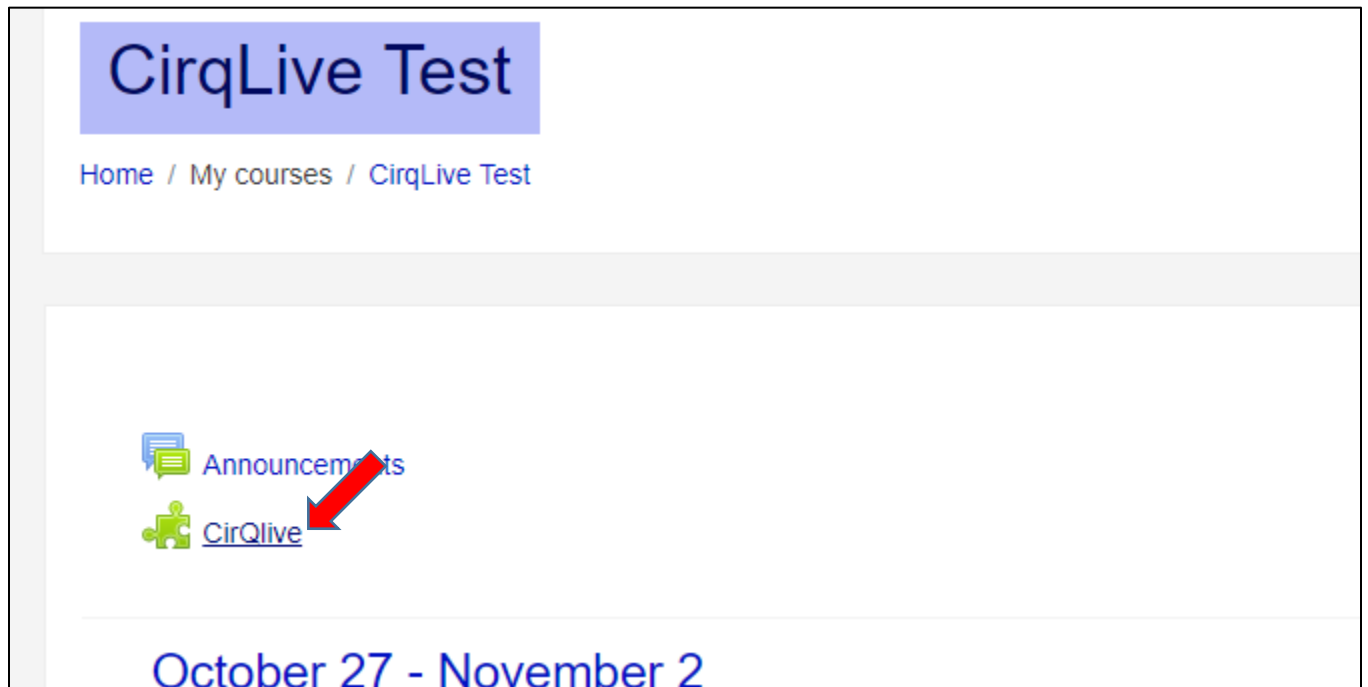 CirqLive Test
Home / My courses / CirqLive Test
Announcements
CirQlive
October 27 - November 2